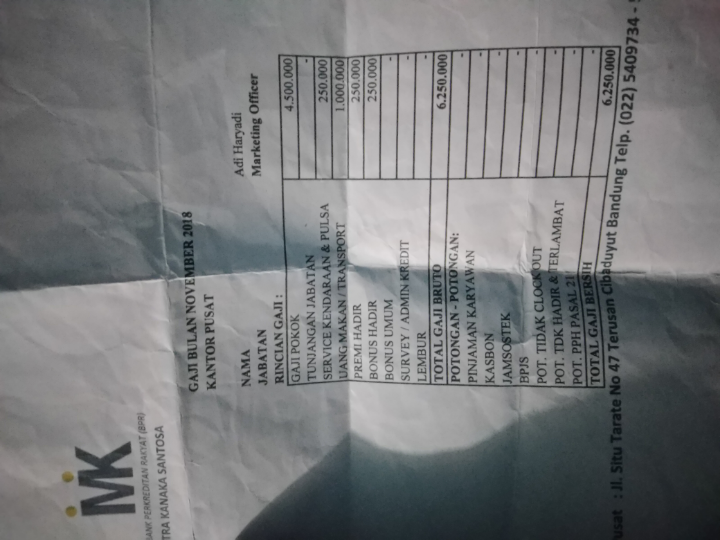 MK
BANK PERKREDITAN RAKYAT (BPR)
TRA KANAKA SANTOSA
GAJI BULAN NOVEMBER 2018
KANTOR PUSAT
NAMA Adi Haryadi
JABATAN Marketing Officer
RINCIAN GAJI :
GAJI POKOK 4.500.000
TUNJANGAN JABATAN -
SERVICE KENDARAAN & PULSA 250.000
UANG MAKAN / TRANSPORT 1.000.000
PREMI HADIR 250.000
BONUS HADIR 250.000
BONUS UMUM -
SURVEY / ADMIN KREDIT -
LEMBUR -
TOTAL GAJI BRUTO 6.250.000
POTONGAN - POTONGAN: -
PINJAMAN KARYAWAN -
KASBON -
JAMSOSTEK -
BPJS -
POT. TIDAK CLOCK OUT -
POT. TDK HADIR & TERLAMBAT -
POT. PPH PASAL 21 -
TOTAL GAJI BERSIH 6.250.000
usat : Jl. Situ Tarate No 47 Terusan Cibaduyut Bandung Telp. (022) 5409734 -